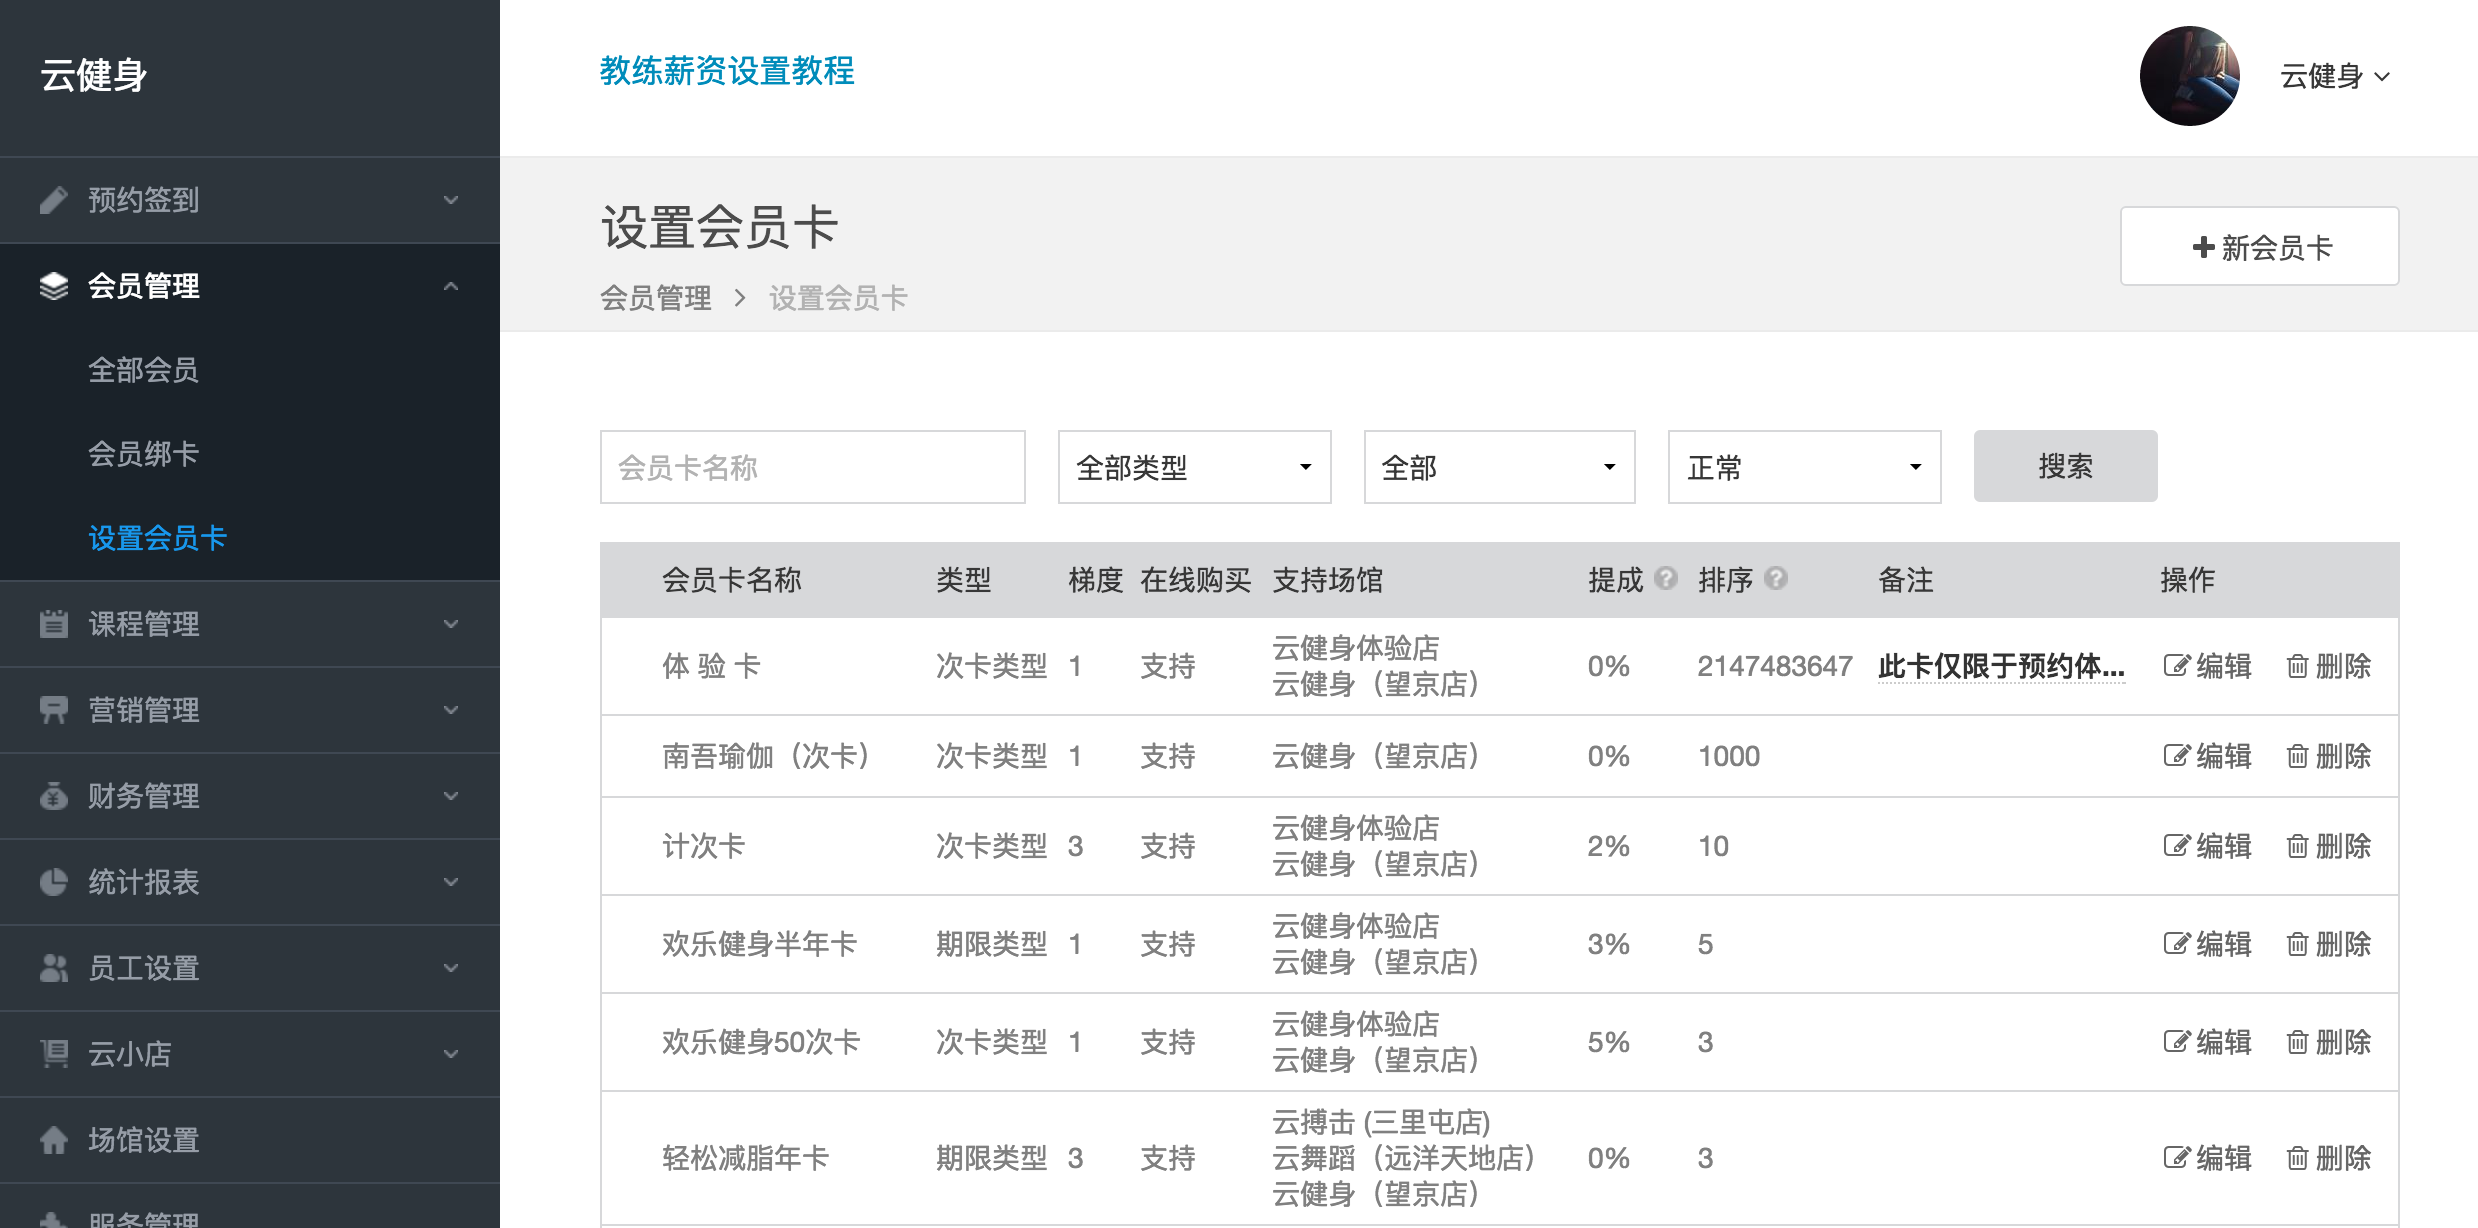 云健身
教练薪资设置教程
云健身
预约签到
会员管理
全部会员
会员绑卡
设置会员卡
课程管理
营销管理
财务管理
统计报表
员工设置
云小店
场馆设置
服务管理
设置会员卡
会员管理 > 设置会员卡
新会员卡
会员卡名称 全部类型 全部 正常 搜索
会员卡名称 类型 梯度 在线购买 支持场馆 提成 ? 排序 ? 备注 操作
体 验 卡 次卡类型 1 支持 云健身体验店 0% 2147483647 此卡仅限于预约体... 编辑 删除
云健身（望京店）
南吾瑜伽（次卡） 次卡类型 1 支持 云健身（望京店） 0% 1000 编辑 删除
计次卡 次卡类型 3 支持 云健身体验店 2% 10 编辑 删除
云健身（望京店）
欢乐健身半年卡 期限类型 1 支持 云健身体验店 3% 5 编辑 删除
云健身（望京店）
欢乐健身50次卡 次卡类型 1 支持 云健身体验店 5% 3 编辑 删除
云健身（望京店）
轻松减脂年卡 期限类型 3 支持 云搏击 (三里屯店) 0% 3 编辑 删除
云舞蹈（远洋天地店）
云健身（望京店）